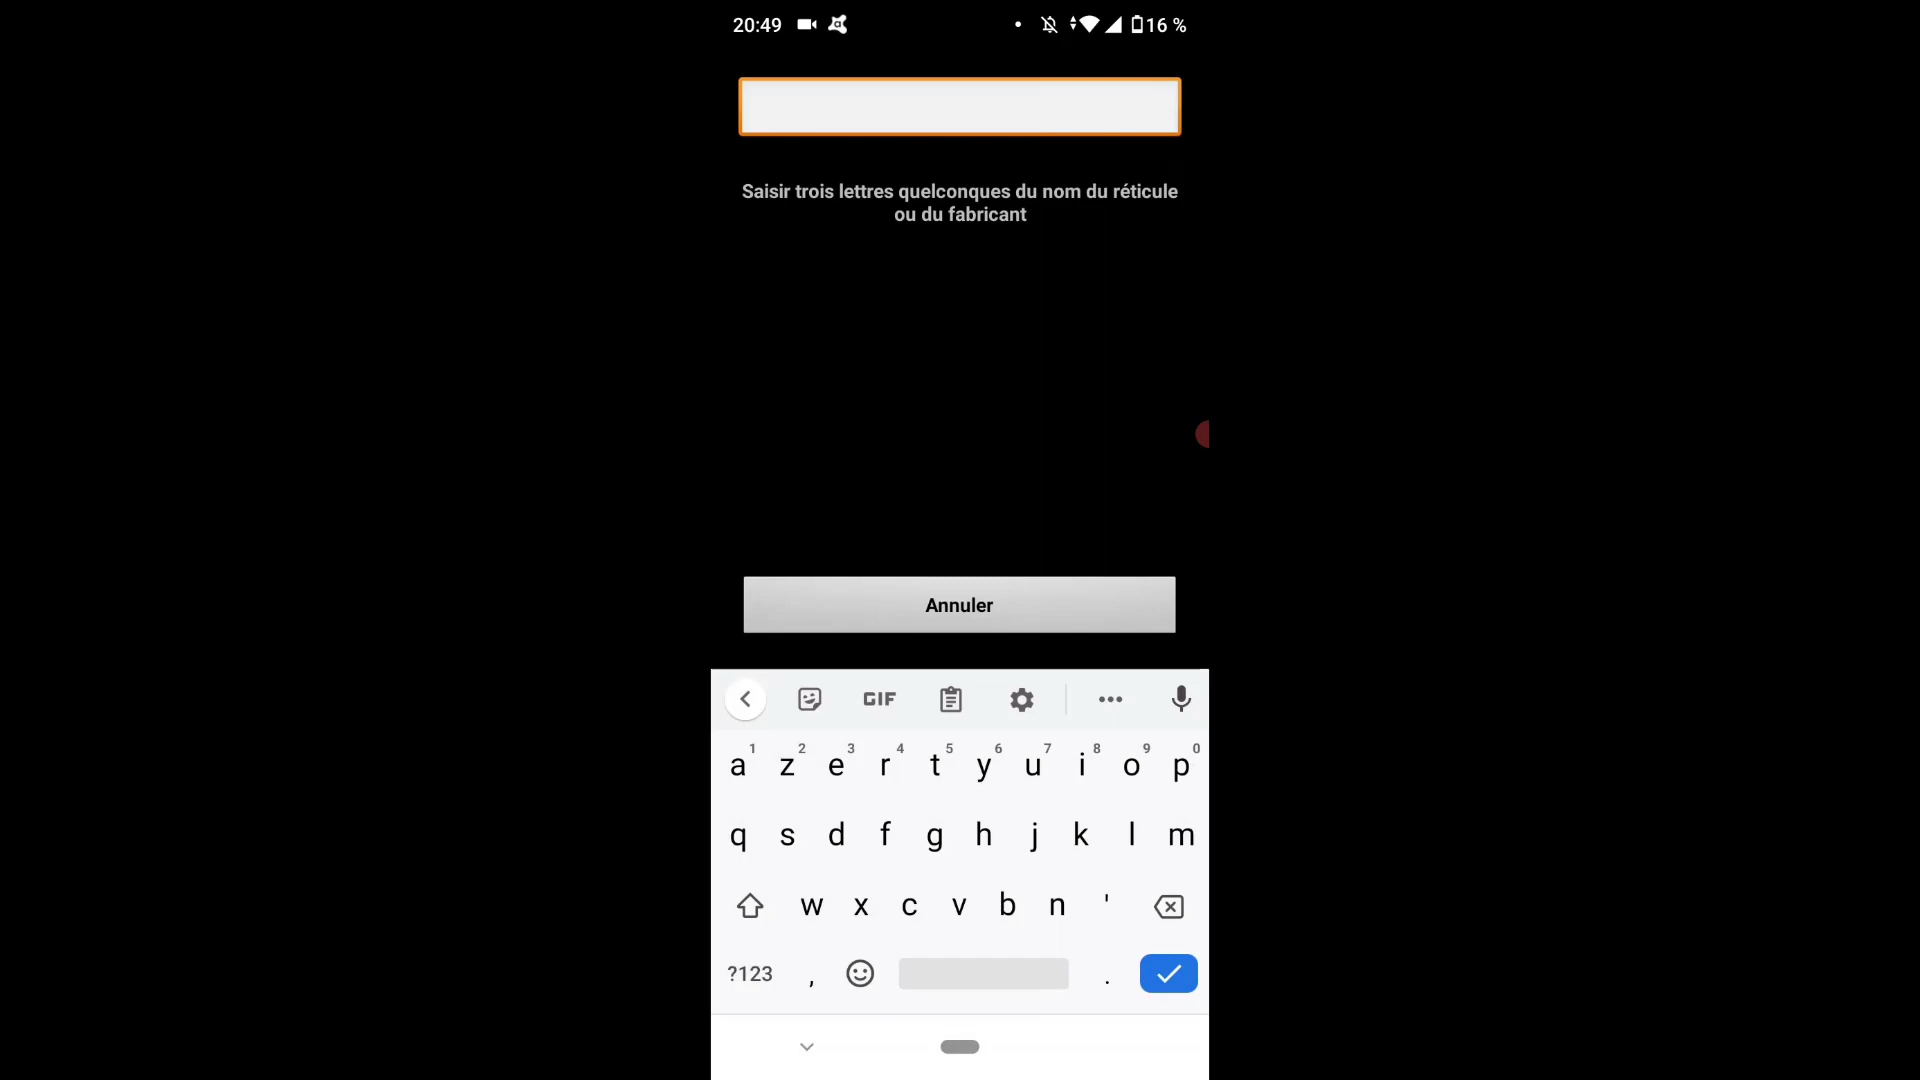 20:49 16 %
Saisir trois lettres quelconques du nom du réticule
ou du fabricant
Annuler
GIF
1 2 3 4 5 6 7 8 9 0
a z e r t y u i o p
q s d f g h j k l m
w x c v b n '
?123 , .